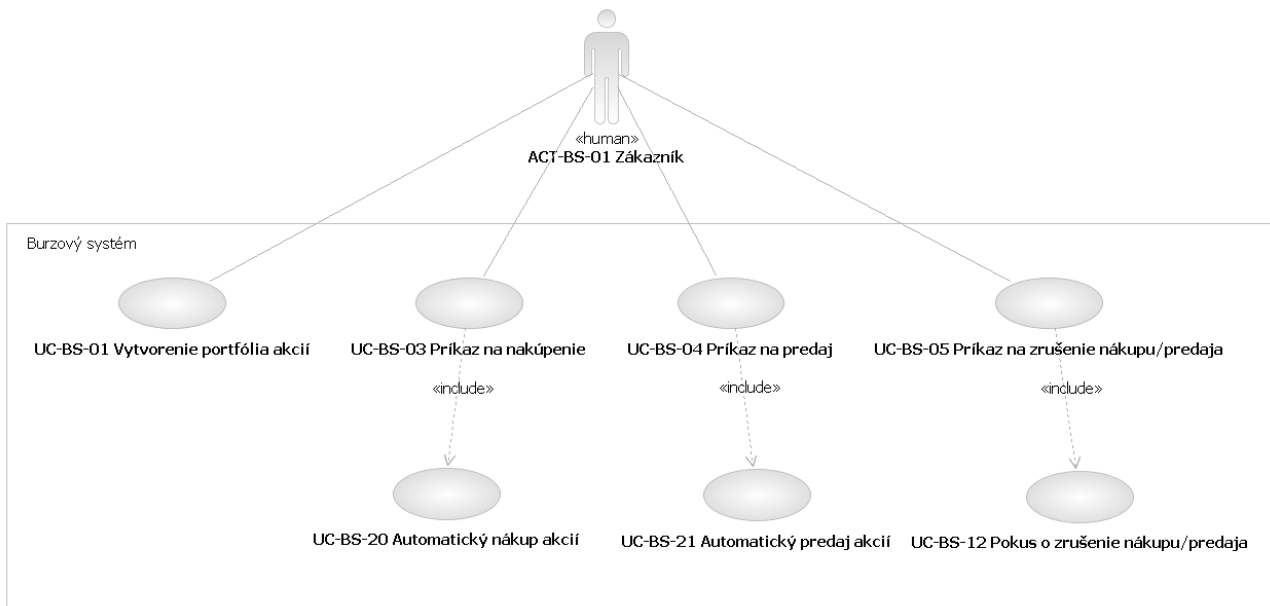 «human»
ACT-BS-01 Zákazník
Burzový systém
UC-BS-01 Vytvorenie portfólia akcií
UC-BS-03 Príkaz na nakúpenie
UC-BS-04 Príkaz na predaj
UC-BS-05 Príkaz na zrušenie nákupu/predaja
«include»
«include»
«include»
UC-BS-20 Automatický nákup akcií
UC-BS-21 Automatický predaj akcií
UC-BS-12 Pokus o zrušenie nákupu/predaja